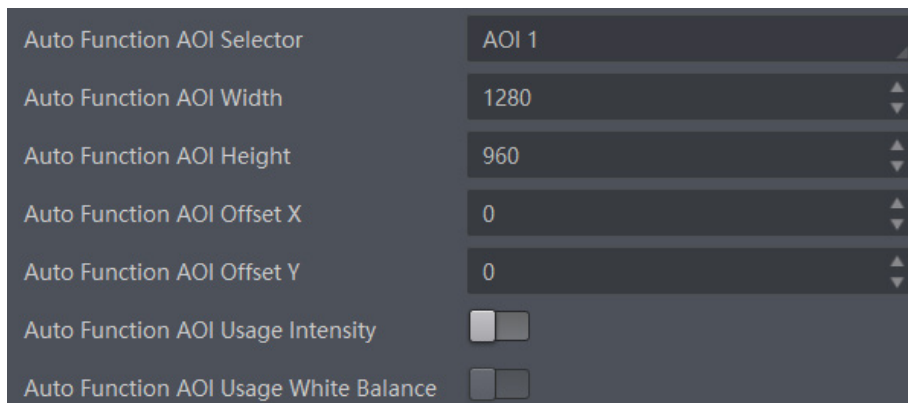 Auto Function AOI Selector AOI 1
Auto Function AOI Width 1280
Auto Function AOI Height 960
Auto Function AOI Offset X 0
Auto Function AOI Offset Y 0
Auto Function AOI Usage Intensity
Auto Function AOI Usage White Balance